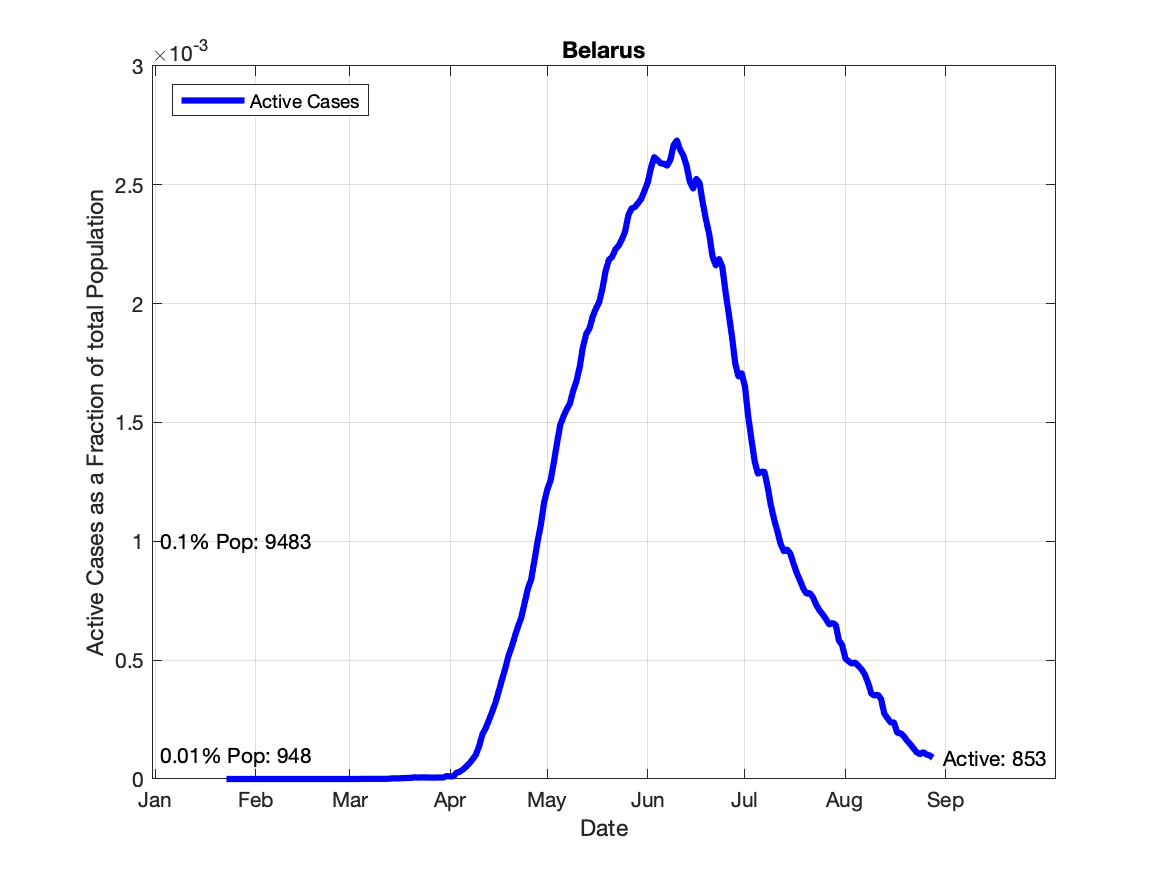 Belarus
×10-3
3
2.5
2
1.5
1
0.5
0
Active Cases
Active Cases as a Fraction of total Population
0.1% Pop: 9483
0.01% Pop: 948
Active: 853
Jan Feb Mar Apr May Jun Jul Aug Sep
Date